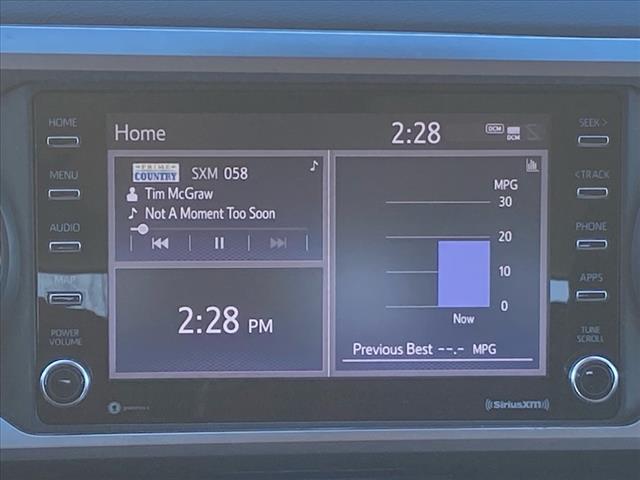 HOME
MENU
AUDIO
MAP
POWER
VOLUME
Home
2:28
DCM
DCM
PRIME
COUNTRY
SXM 058
Tim McGraw
Not A Moment Too Soon
2:28 PM
MPG
30
20
10
0
Now
Previous Best --.- MPG
SEEK >
< TRACK
PHONE
APPS
TUNE
SCROLL
((SiriusXM))